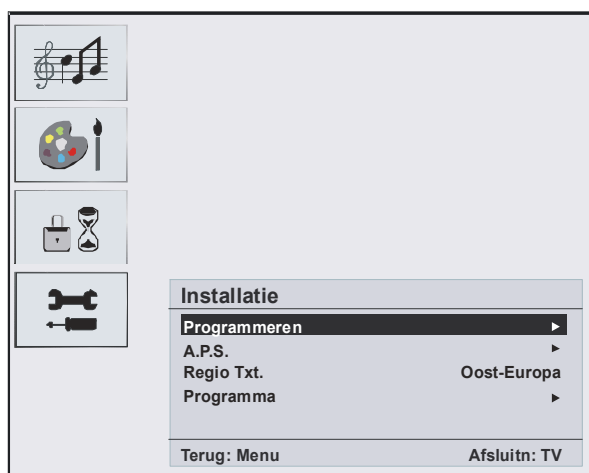 Installatie
Programmeren
A.P.S.
Regio Txt. Oost-Europa
Programma
Terug: Menu Afsluitn: TV